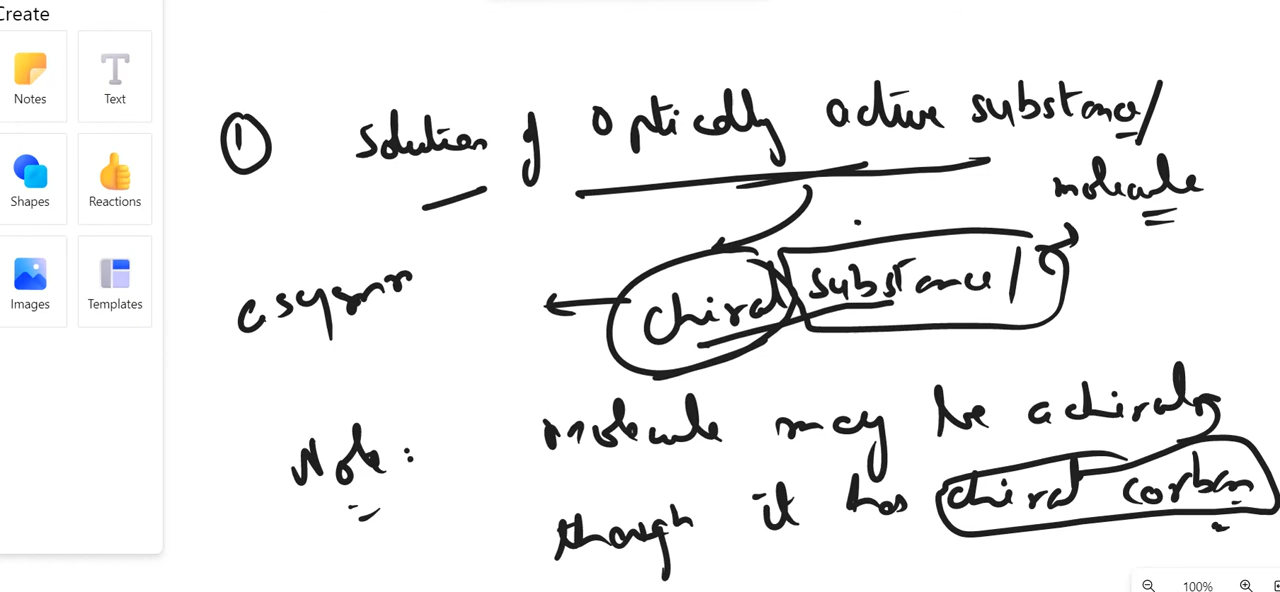 Create
Notes Text
Shapes Reactions
Images Templates
① Solution of optically active substance/
molecule
asymm ← chiral substance/
Note: molecule may be achiral
though it has chiral carbon
100%